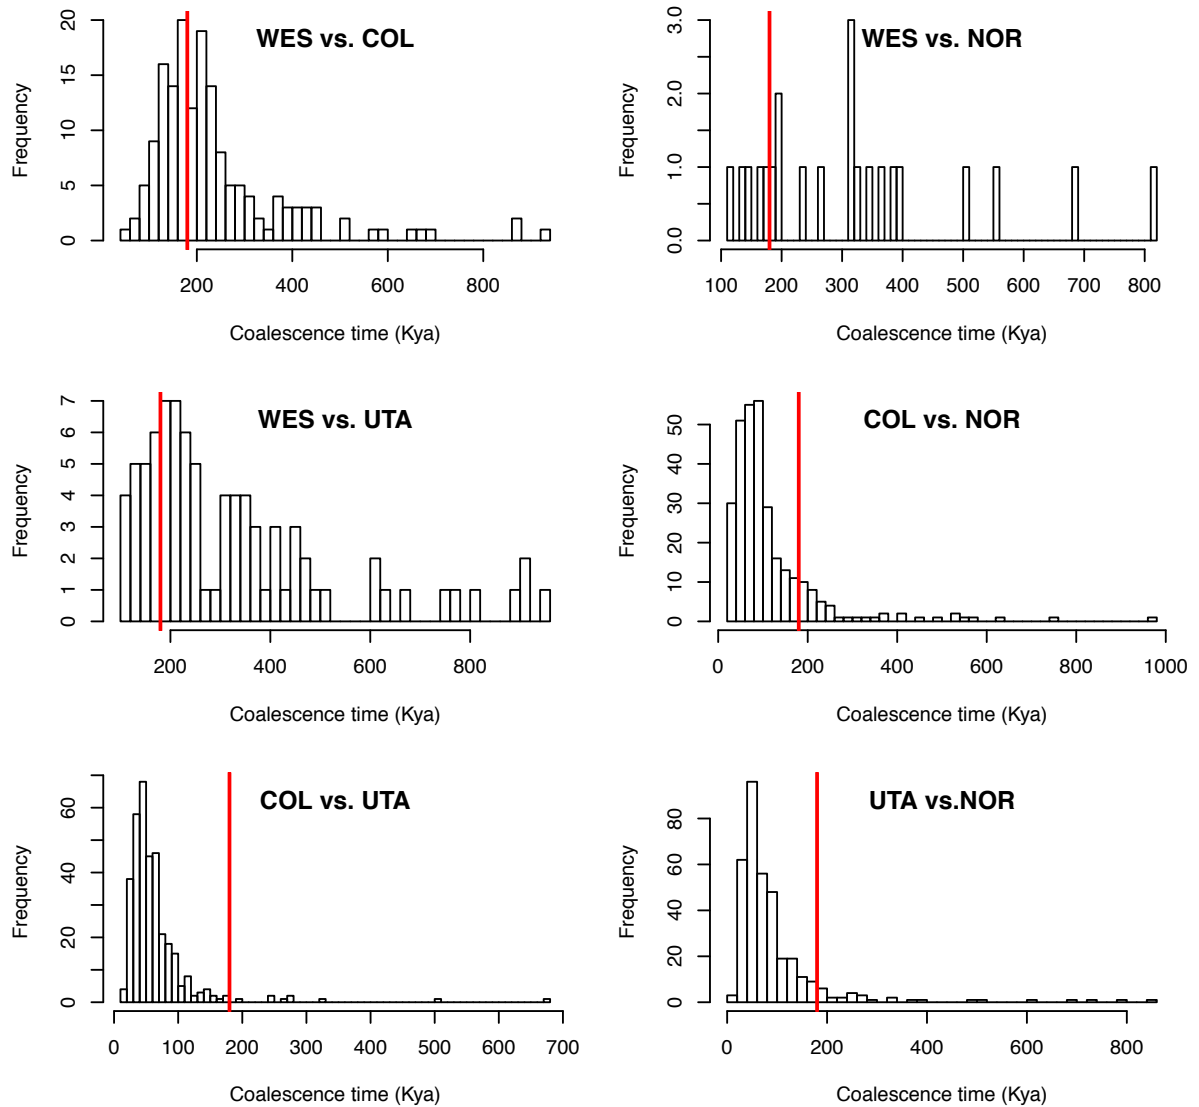 WES vs. COL
Frequency
0 5 10 15 20
200 400 600 800
Coalescence time (Kya)
WES vs. NOR
Frequency
0.0 1.0 2.0 3.0
100 200 300 400 500 600 700 800
Coalescence time (Kya)
WES vs. UTA
Frequency
0 1 2 3 4 5 6 7
200 400 600 800
Coalescence time (Kya)
COL vs. NOR
Frequency
0 10 20 30 40 50
0 200 400 600 800 1000
Coalescence time (Kya)
COL vs. UTA
Frequency
0 20 40 60
0 100 200 300 400 500 600 700
Coalescence time (Kya)
UTA vs.NOR
Frequency
0 20 40 60 80
0 200 400 600 800
Coalescence time (Kya)